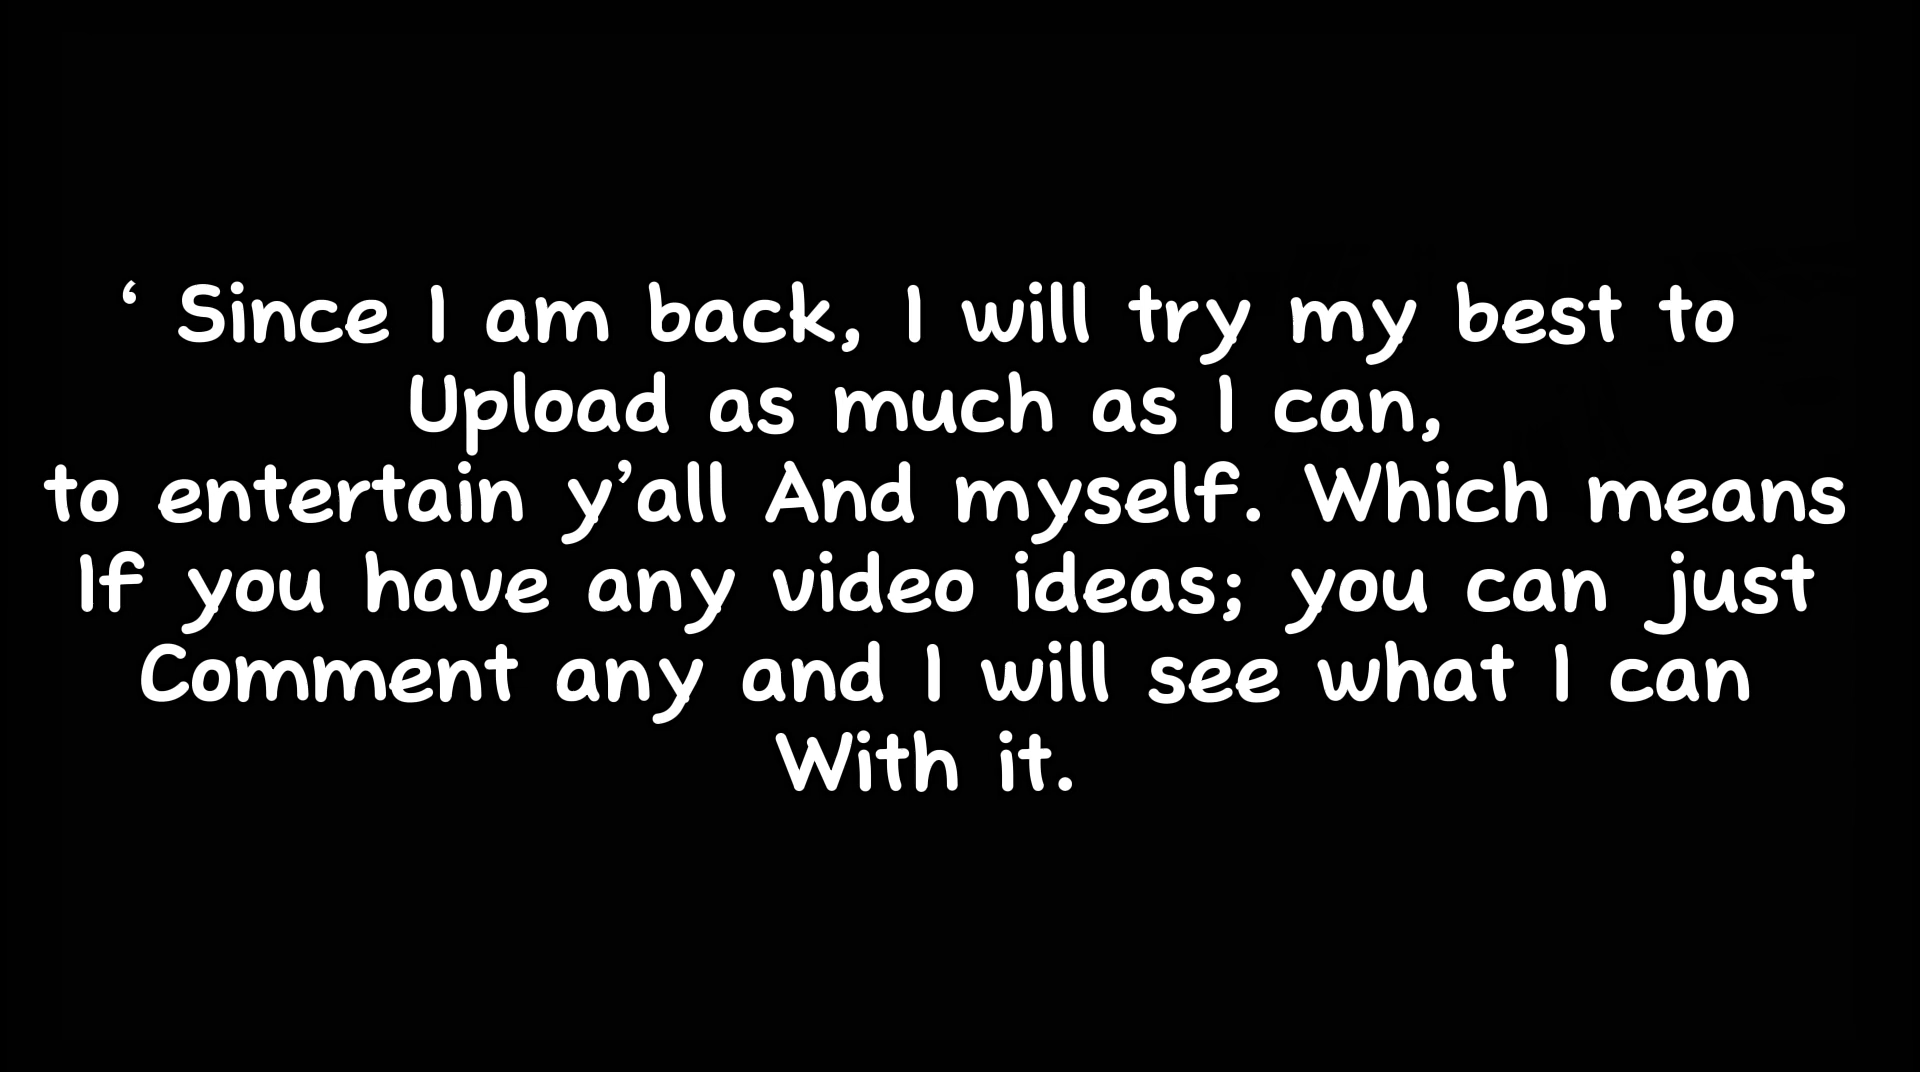 ‘ Since I am back, I will try my best to
Upload as much as I can,
to entertain y’all And myself. Which means
If you have any video ideas; you can just
Comment any and I will see what I can
With it.